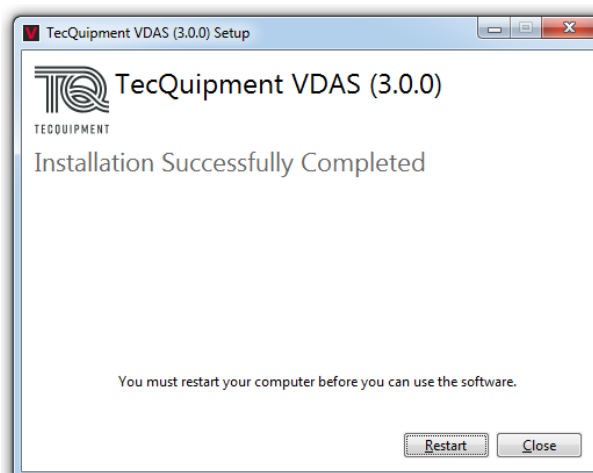 TecQuipment VDAS (3.0.0) Setup
TecQuipment VDAS (3.0.0)
TECQUIPMENT
Installation Successfully Completed
You must restart your computer before you can use the software.
Restart Close